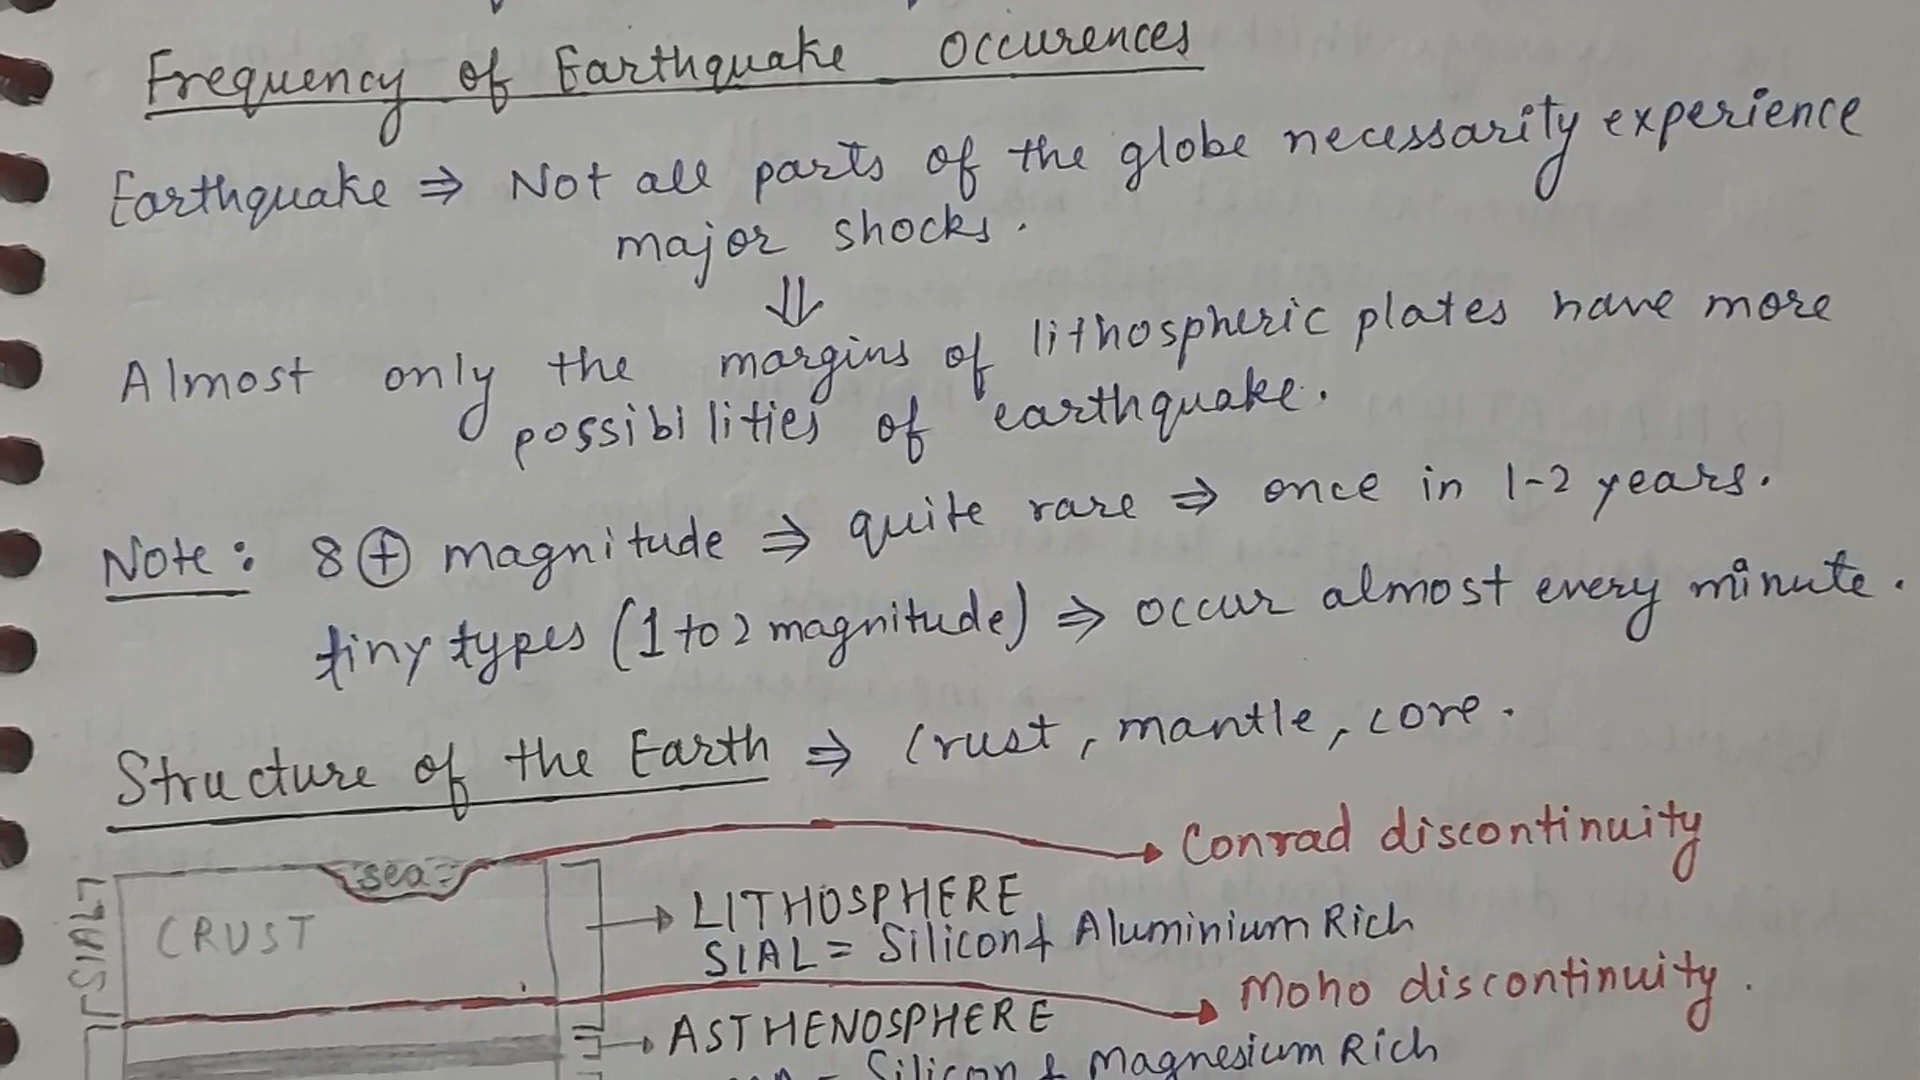 Frequency of Earthquake Occurences
Earthquake ⇒ Not all parts of the globe necessarity experience
major shocks.
⇓
Almost only the margins of lithospheric plates have more
possibilities of earthquake.
Note: 8 ⊕ magnitude ⇒ quite rare ⇒ once in 1-2 years.
tiny types (1 to 2 magnitude) ⇒ occur almost every minute.
Structure of the Earth ⇒ Crust, mantle, core.
Conrad discontinuity
sea
CRUST
SIAL
→ LITHOSPHERE
SIAL = Silicon + Aluminium Rich
Moho discontinuity.
→ ASTHENOSPHERE
= Silicon & Magnesium Rich